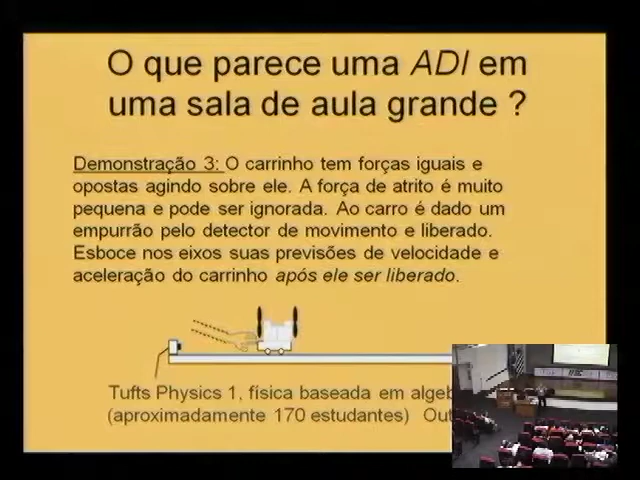 O que parece uma ADI em
uma sala de aula grande ?
Demonstração 3: O carrinho tem forças iguais e
opostas agindo sobre ele. A força de atrito é muito
pequena e pode ser ignorada. Ao carro é dado um
empurrão pelo detector de movimento e liberado.
Esboce nos eixos suas previsões de velocidade e
aceleração do carrinho após ele ser liberado.
Tufts Physics 1, física baseada em algeb
(aproximadamente 170 estudantes) Out